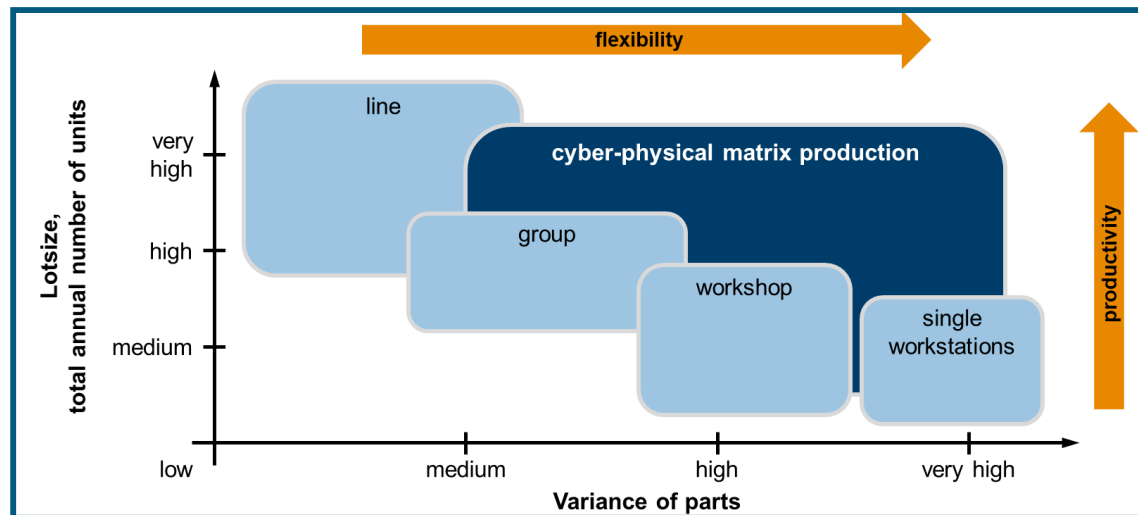 flexibility
line
very
high
cyber-physical matrix production
Lotsize,
total annual number of units
high
group
workshop
productivity
single
workstations
medium
low
medium
high
very high
Variance of parts